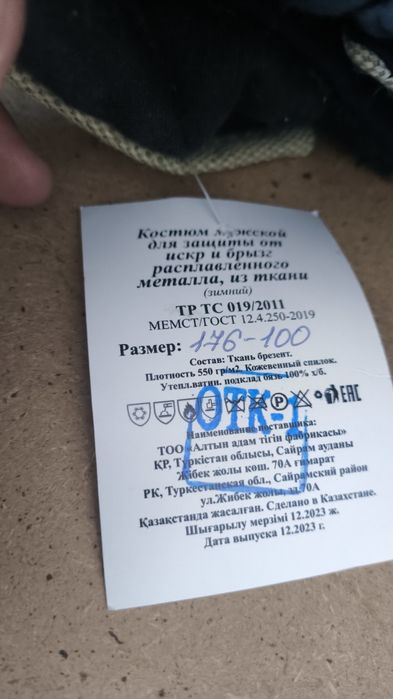 Костюм мужской
для защиты от
искр и брызг
расплавленного
металла, из ткани
(зимний)
ТР ТС 019/2011
МЕМСТ/ГОСТ 12.4.250-2019
Размер: 176-100
Состав: Ткань брезент.
Плотность 550 гр/м2. Кожевенный спилок.
Утепл.ватин. подклад бязь 100% х/б.
ОТК-1
P
EAC
Наименование поставщика:
ТОО «Алтын адам тігін фабрикасы»
ҚР, Түркістан облысы, Сайрам ауданы
Жібек жолы көш. 70А ғимарат
РК, Туркестанская обл., Сайрамский район
ул.Жибек жолы, зд.70А
Қазақстанда жасалған. Сделано в Казахстане.
Шығарылу мерзімі 12.2023 ж.
Дата выпуска 12.2023 г.